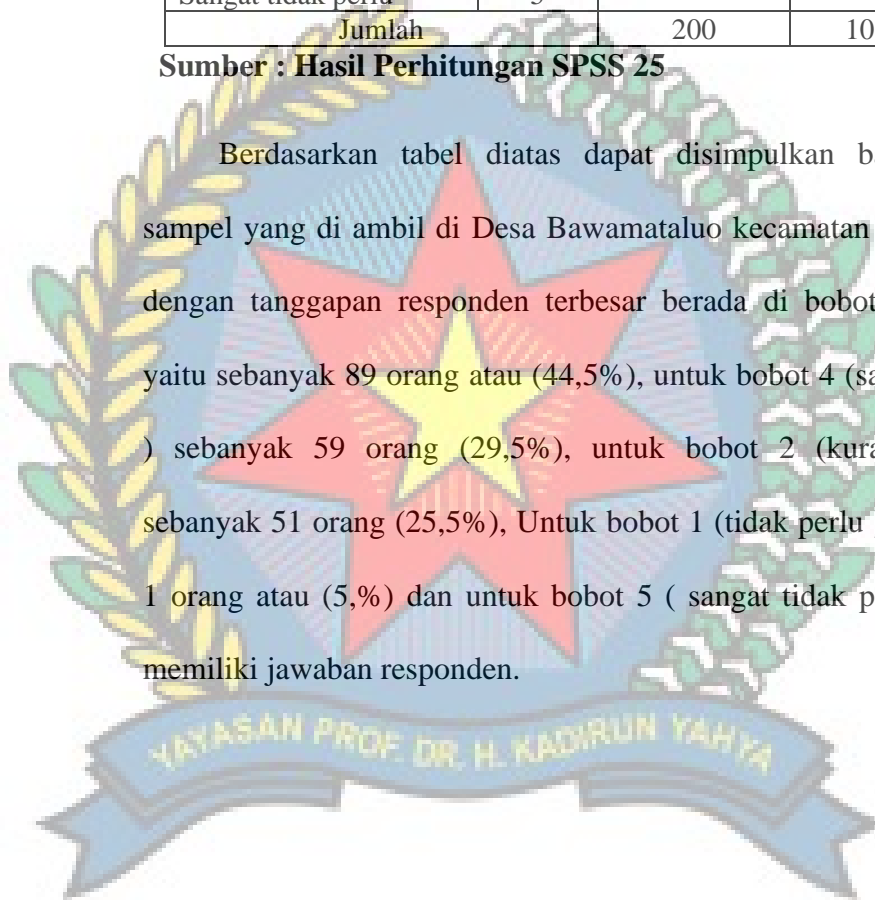 Sangat tidak perlu
Jumlah 200 10
Sumber : Hasil Perhitungan SPSS 25
Berdasarkan tabel diatas dapat disimpulkan
sampel yang di ambil di Desa Bawamataluo kecamatan
dengan tanggapan responden terbesar berada di bobot
yaitu sebanyak 89 orang atau (44,5%), untuk bobot 4
) sebanyak 59 orang (29,5%), untuk bobot 2
sebanyak 51 orang (25,5%), Untuk bobot 1 (tidak perlu
1 orang atau (5,%) dan untuk bobot 5 ( sangat tidak
memiliki jawaban responden.
YAYASAN PROF. DR. H. KADIRUN YAHYA